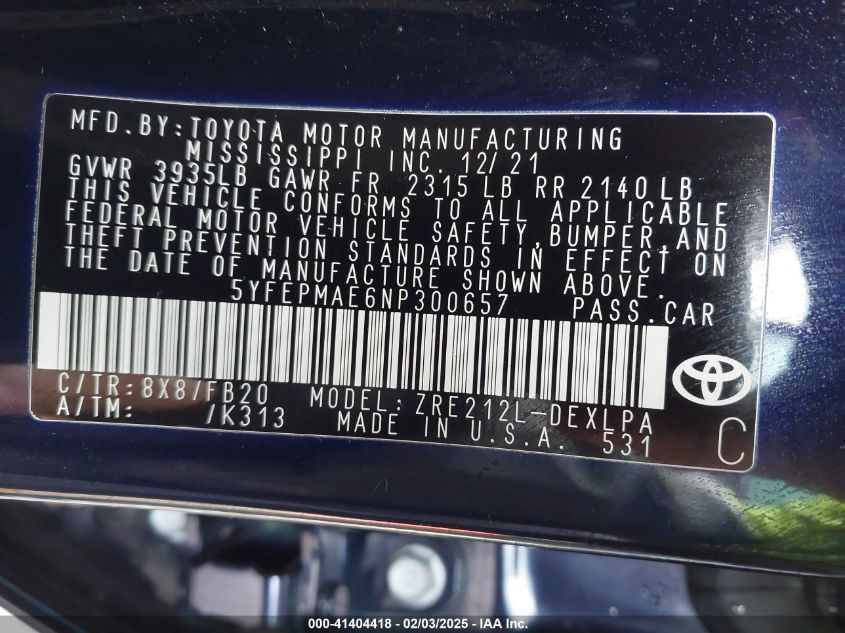 MFD.BY:TOYOTA MOTOR MANUFACTURING
MISSISSIPPI INC. 12/21
GVWR 3935LB GAWR FR 2315 LB RR 2140 LB
THIS VEHICLE CONFORMS TO ALL APPLICABLE
FEDERAL MOTOR VEHICLE SAFETY,BUMPER,AND
THEFT PREVENTION STANDARDS IN EFFECT ON
THE DATE OF MANUFACTURE SHOWN ABOVE.
5YFEPMAE6NP300657 PASS.CAR
C/TR:8X8/FB20 MODEL:ZRE212L-DEXLPA
A/TM: /K313 MADE IN U.S.A. 531
C
000-41404418 - 02/03/2025 - IAA Inc.